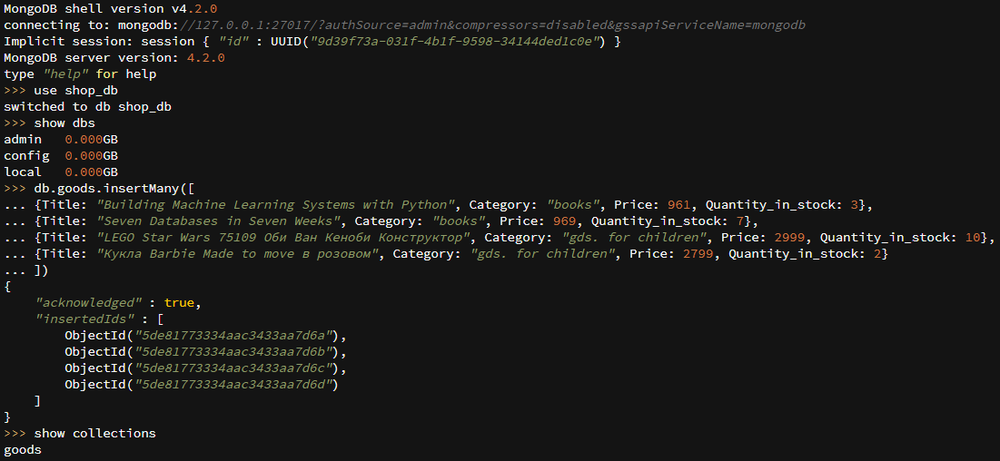 MongoDB shell version v4.2.0
connecting to: mongodb://127.0.0.1:27017/?authSource=admin&compressors=disabled&gssapiServiceName=mongodb
Implicit session: session { "id" : UUID("9d39f73a-031f-4b1f-9598-34144ded1c0e") }
MongoDB server version: 4.2.0
type "help" for help
>>> use shop_db
switched to db shop_db
>>> show dbs
admin   0.000GB
config  0.000GB
local   0.000GB
>>> db.goods.insertMany([
... {Title: "Building Machine Learning Systems with Python", Category: "books", Price: 961, Quantity_in_stock: 3},
... {Title: "Seven Databases in Seven Weeks", Category: "books", Price: 969, Quantity_in_stock: 7},
... {Title: "LEGO Star Wars 75109 Оби Ван Кеноби Конструктор", Category: "gds. for children", Price: 2999, Quantity_in_stock: 10},
... {Title: "Кукла Barbie Made to move в розовом", Category: "gds. for children", Price: 2799, Quantity_in_stock: 2}
... ])
{
    "acknowledged" : true,
    "insertedIds" : [
        ObjectId("5de81773334aac3433aa7d6a"),
        ObjectId("5de81773334aac3433aa7d6b"),
        ObjectId("5de81773334aac3433aa7d6c"),
        ObjectId("5de81773334aac3433aa7d6d")
    ]
}
>>> show collections
goods